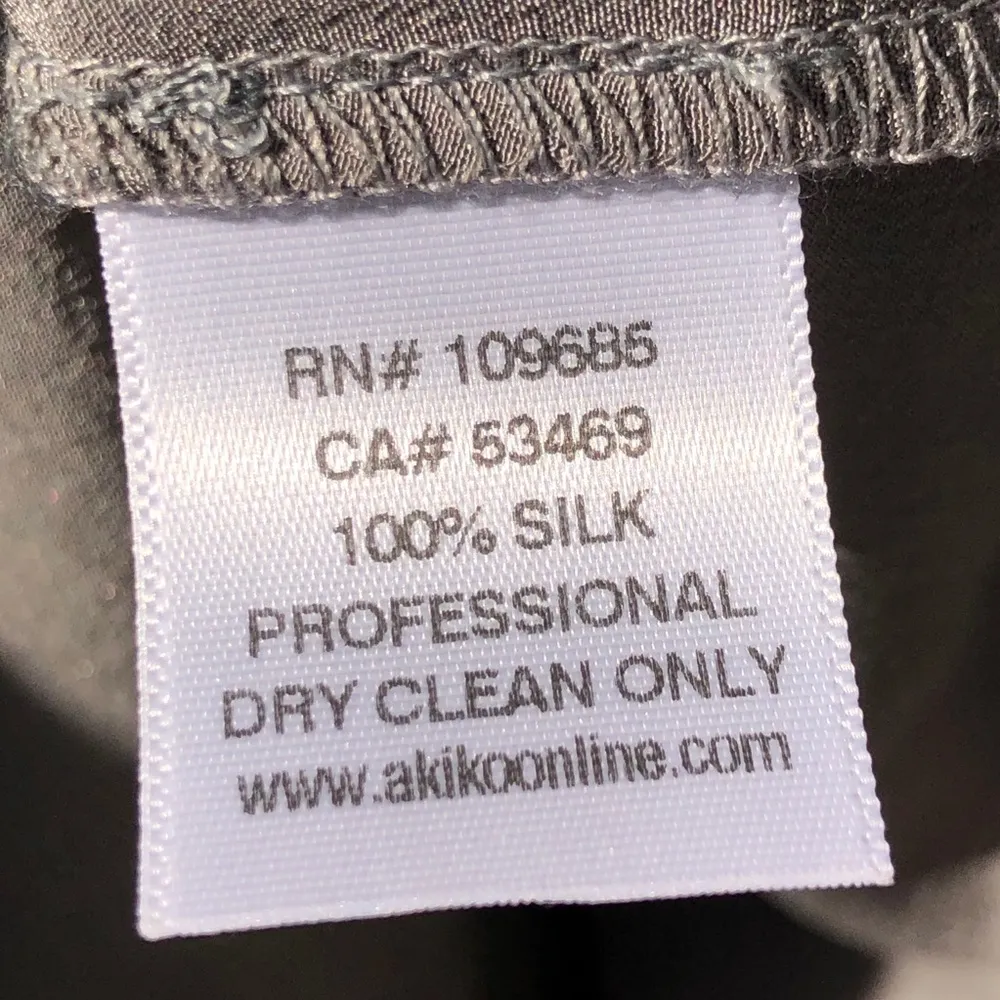 RN# 109685
CA# 53469
100% SILK
PROFESSIONAL
DRY CLEAN ONLY
www.akikoonline.com